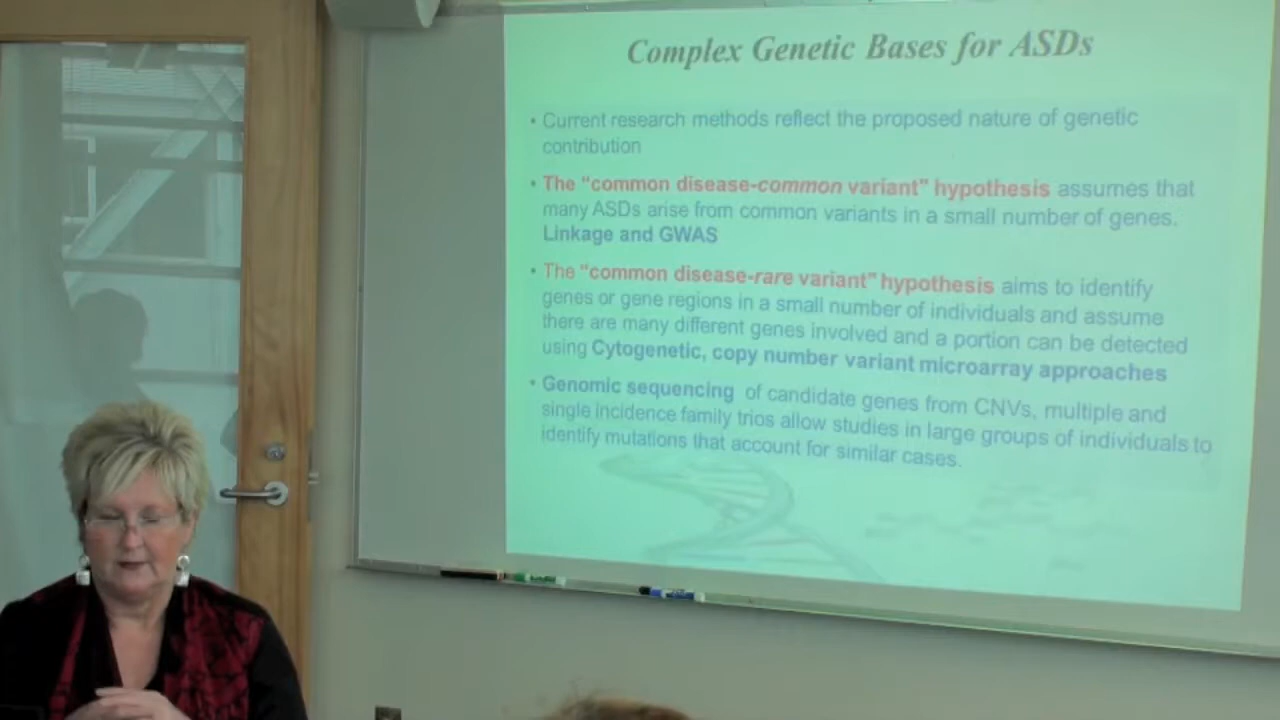 Complex Genetic Bases for ASDs
• Current research methods reflect the proposed nature of genetic
contribution
• The “common disease-common variant” hypothesis assumes that
many ASDs arise from common variants in a small number of genes.
Linkage and GWAS
• The “common disease-rare variant” hypothesis aims to identify
genes or gene regions in a small number of individuals and assume
there are many different genes involved and a portion can be detected
using Cytogenetic, copy number variant microarray approaches
• Genomic sequencing of candidate genes from CNVs, multiple and
single incidence family trios allow studies in large groups of individuals to
identify mutations that account for similar cases.